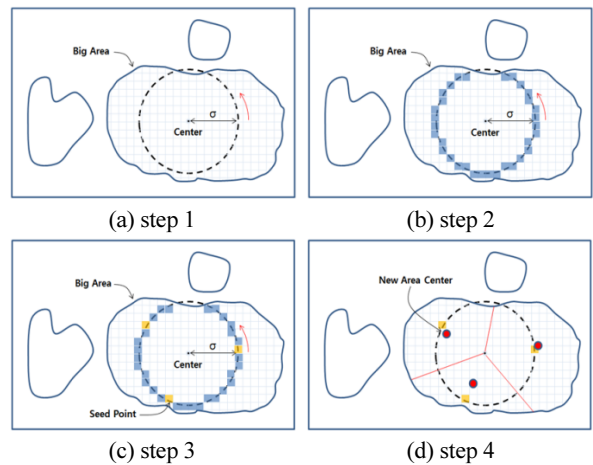 Big Area
σ
Center
(a) step 1
Big Area
σ
Center
(b) step 2
Big Area
σ
Center
Seed Point
(c) step 3
New Area Center
(d) step 4